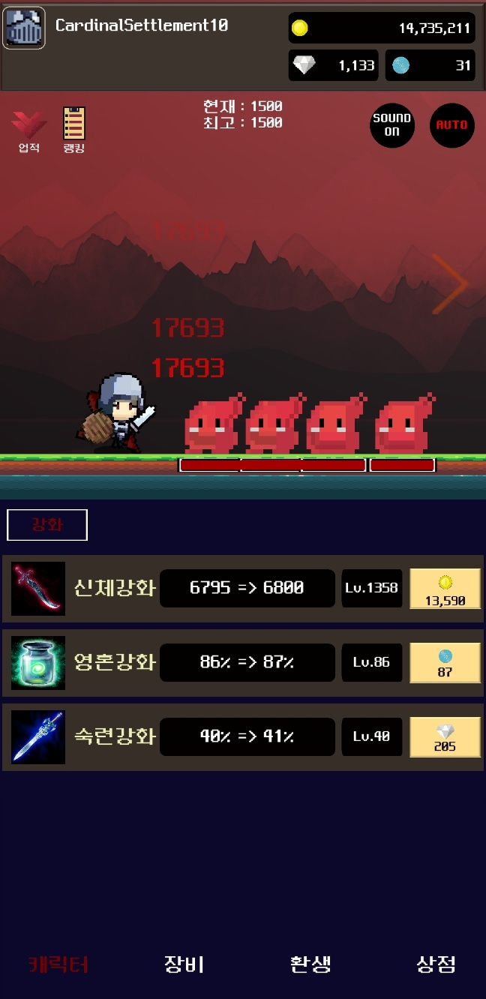 CardinalSettlement10
14,735,211
1,133
31
현재 : 1500
최고 : 1500
SOUND
ON
AUTO
업적
랭킹
17693
17693
17693
강화
신체강화
6795 => 6800
Lv.1358
13,590
영혼강화
86% => 87%
Lv.86
87
숙련강화
40% => 41%
Lv.40
205
캐릭터
장비
환생
상점